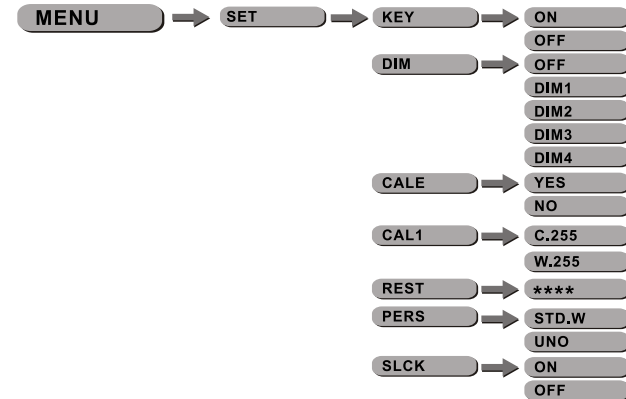 MENU SET KEY ON
OFF
DIM OFF
DIM1
DIM2
DIM3
DIM4
CALE YES
NO
CAL1 C.255
W.255
REST ****
PERS STD.W
UNO
SLCK ON
OFF